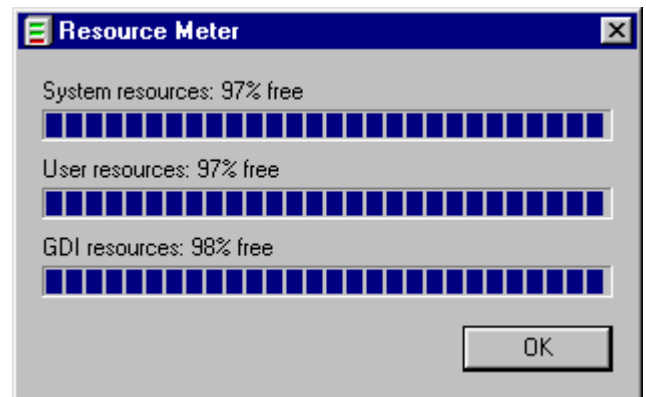 Resource Meter
System resources: 97% free
User resources: 97% free
GDI resources: 98% free
OK